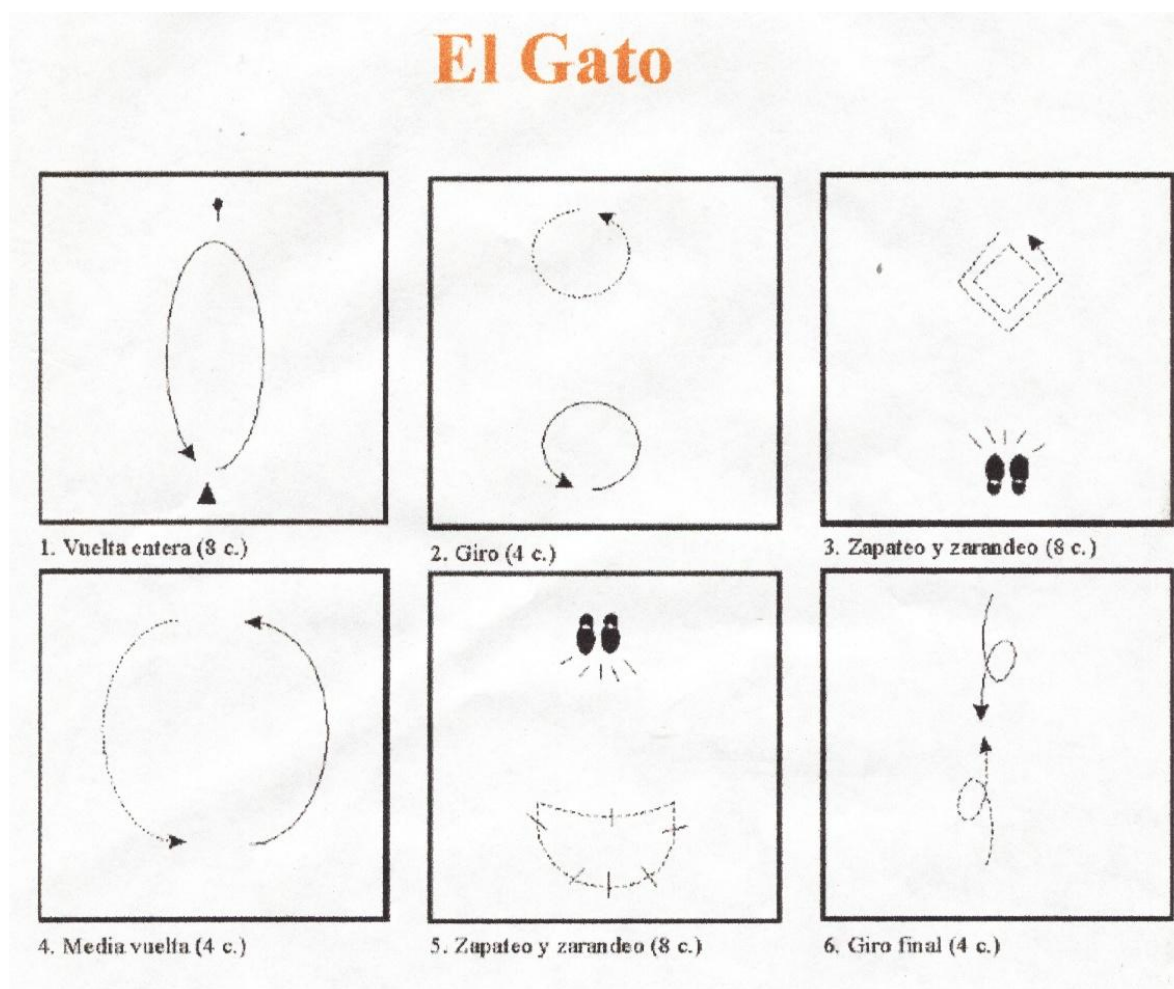 El Gato
1. Vuelta entera (8 c.)
2. Giro (4 c.)
3. Zapateo y zarandeo (8 c.)
4. Media vuelta (4 c.)
5. Zapateo y zarandeo (8 c.)
6. Giro final (4 c.)